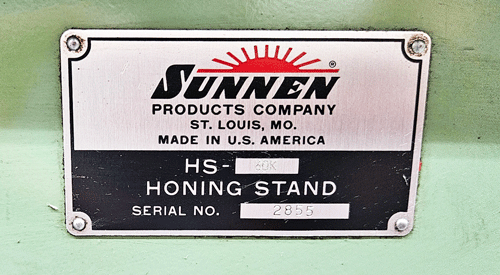 SUNNEN®
PRODUCTS COMPANY
ST. LOUIS, MO.
MADE IN U.S. AMERICA
HS-
HONING STAND
SERIAL NO. 2855